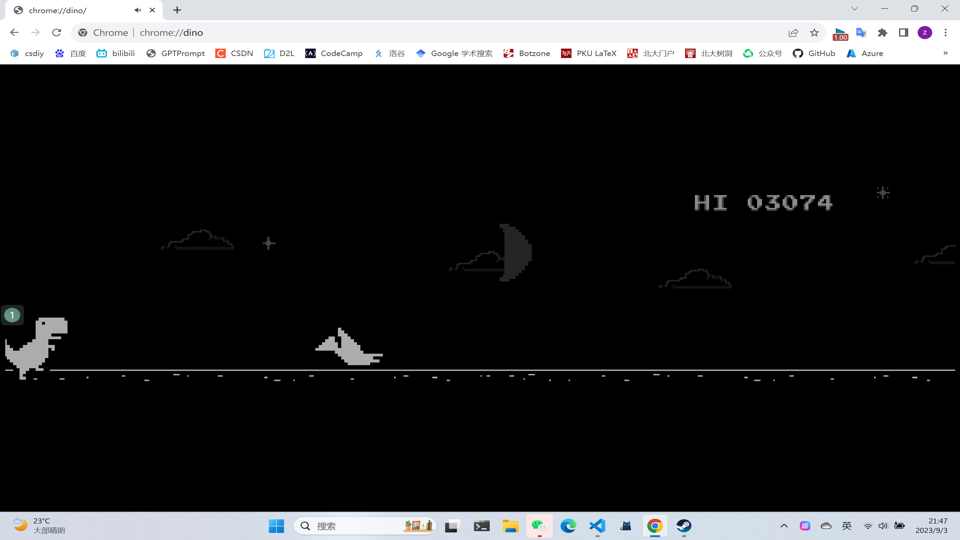 chrome://dino/
Chrome | chrome://dino
1.00
z
csdiy
百度
bilibili
GPTPrompt
CSDN
D2L
CodeCamp
洛谷
Google 学术搜索
Botzone
PKU LaTeX
北大门户
北大树洞
公众号
GitHub
Azure
»
HI 03074
1
23°C
大部晴朗
搜索
英
21:47
2023/9/3